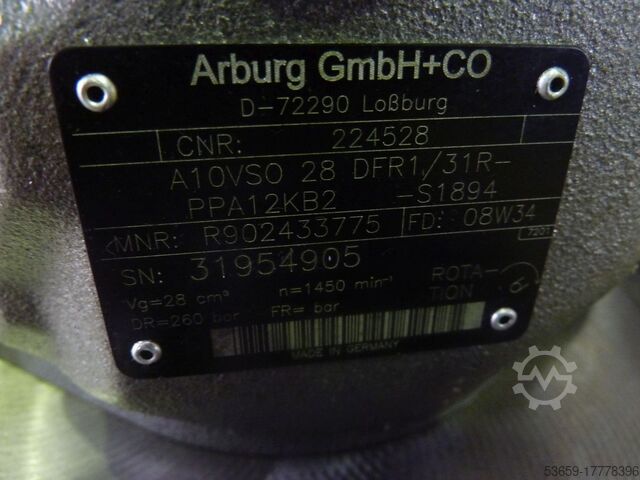 Arburg GmbH+CO
D-72290 Loßburg
CNR: 224528
A10VSO 28 DFR1/31R-
PPA12KB2 -S1894
MNR: R902433775 FD: 08W34
7201
SN: 31954905
ROTA-
TION
Vg=28 cm³ n=1450 min⁻¹
DR=260 bar FR= bar
MADE IN GERMANY
53659-17778396